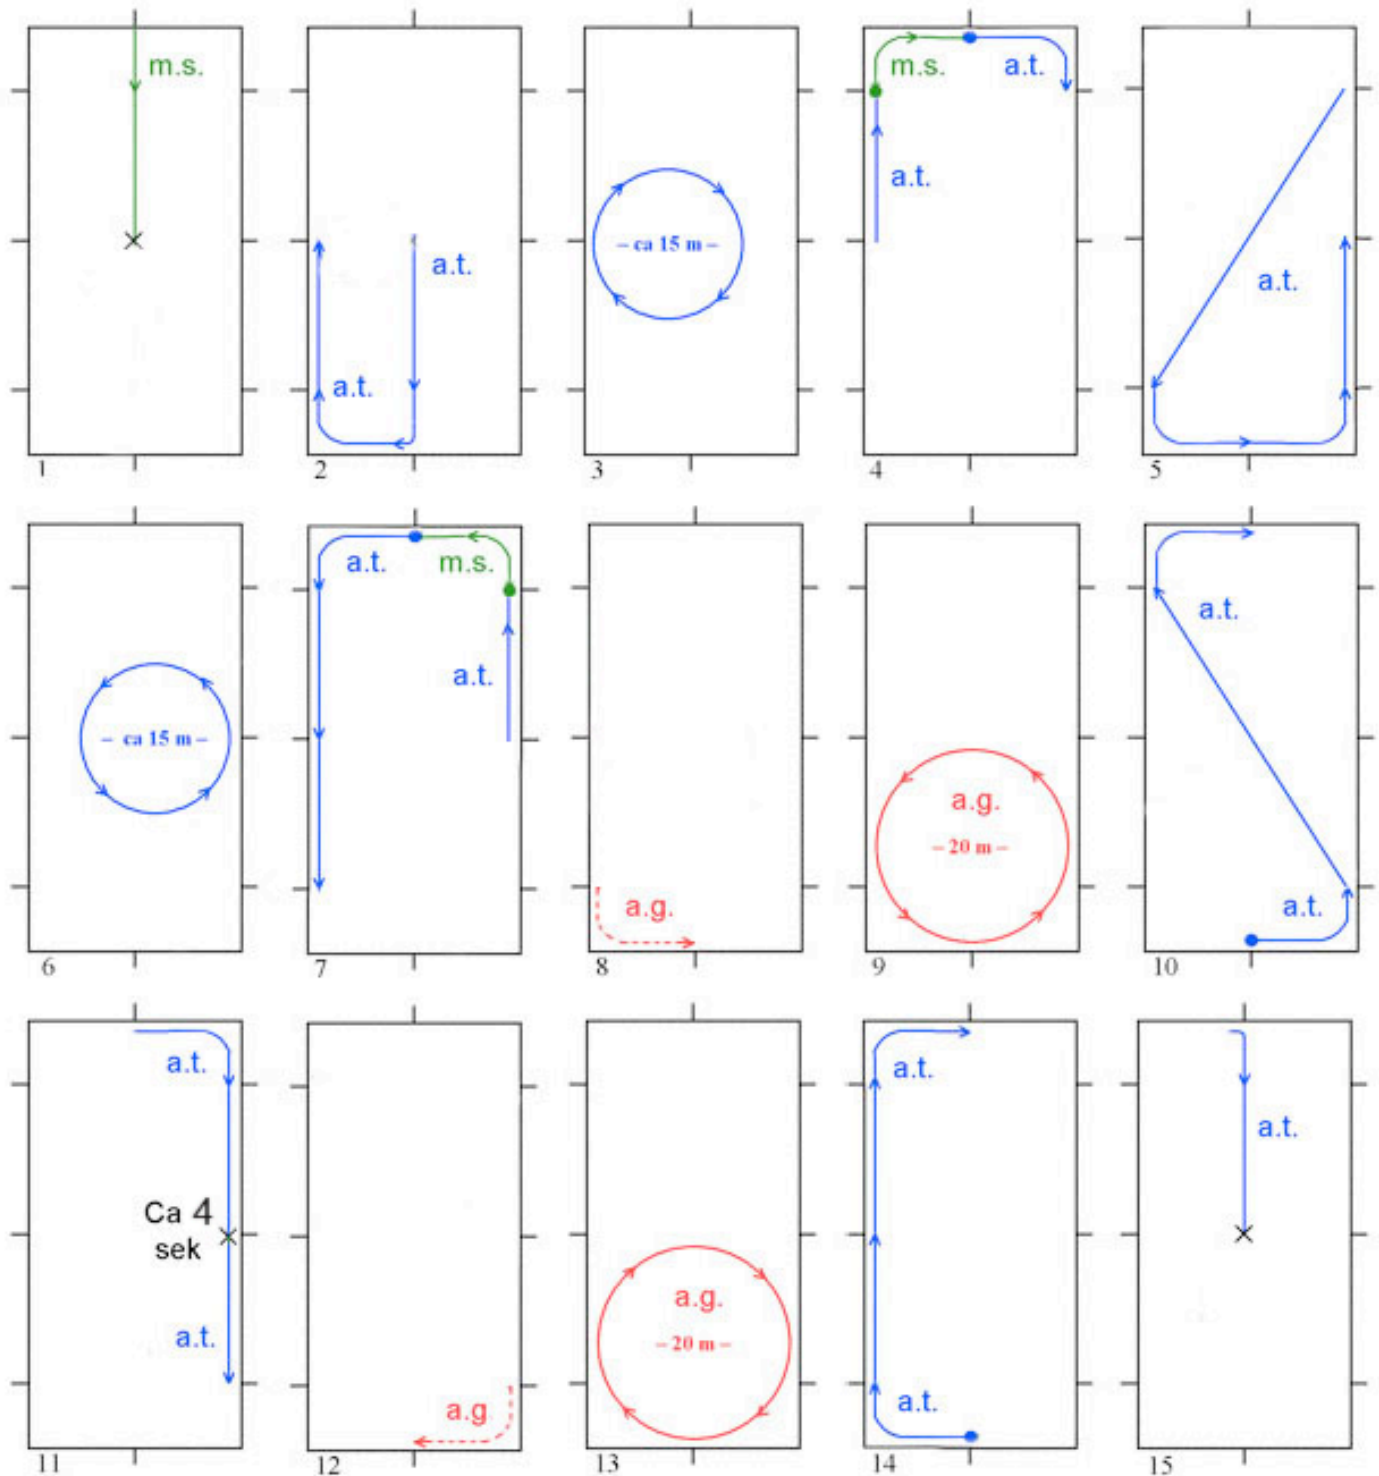 m.s.
1
a.t.
a.t.
2
– ca 15 m –
3
m.s.
a.t.
a.t.
4
a.t.
5
– ca 15 m –
6
a.t.
m.s.
a.t.
7
a.g.
8
a.g.
– 20 m –
9
a.t.
a.t.
10
a.t.
Ca 4
sek
a.t.
11
a.g
12
a.g.
– 20 m –
13
a.t.
a.t.
14
a.t.
15